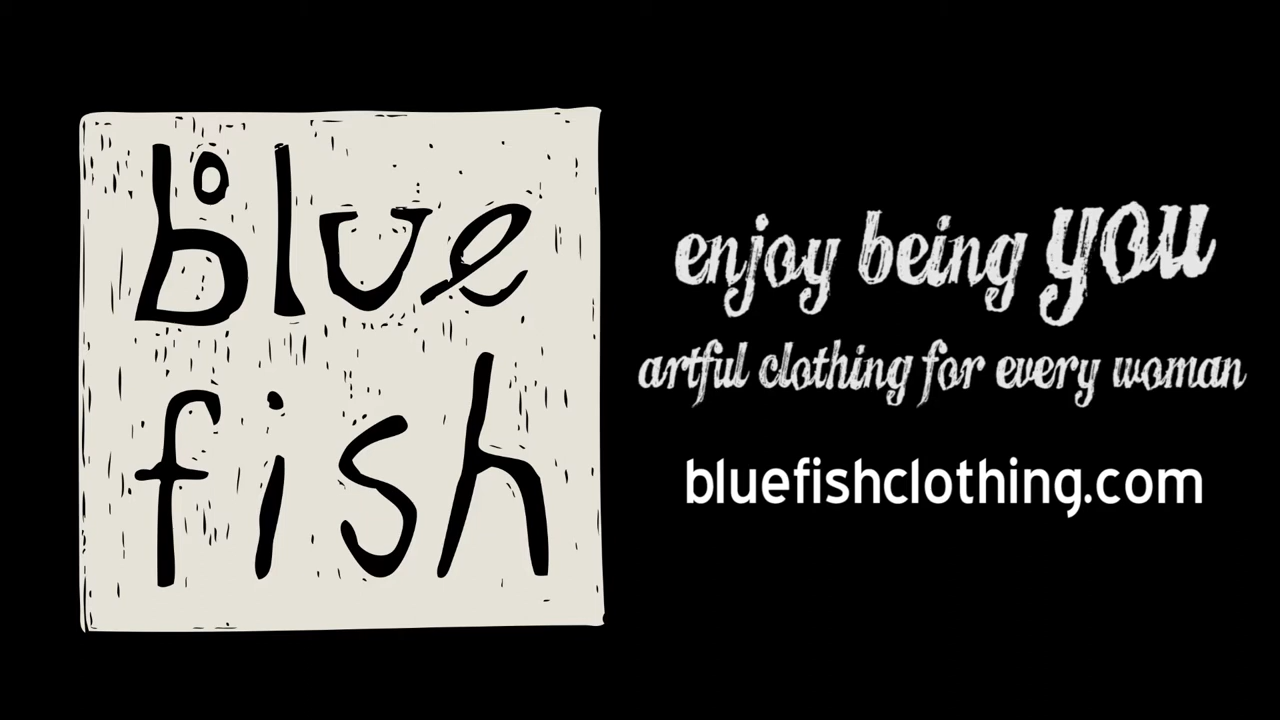 blue
fish
enjoy being you
artful clothing for every woman
bluefishclothing.com